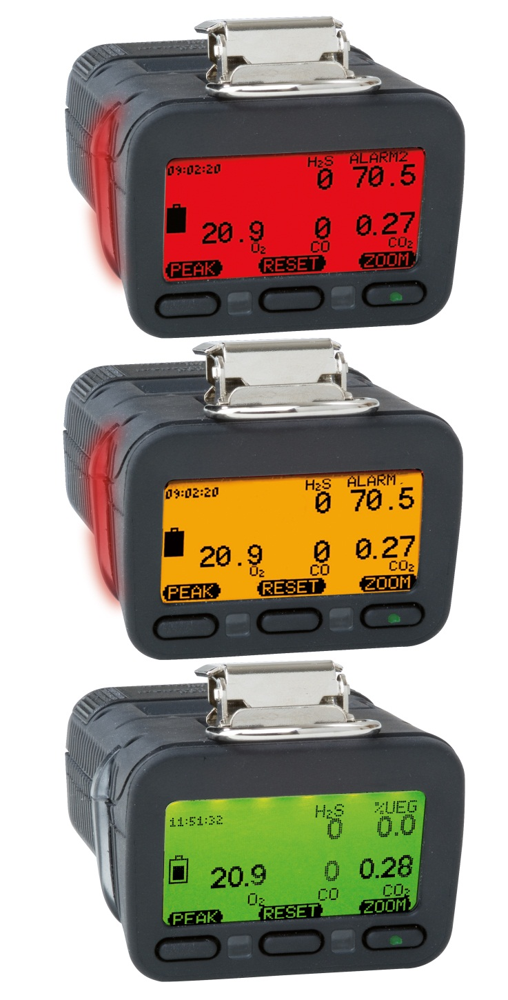 H₂S ALARM2
09:02:20 0 70.5
20.9 0 0.27
O₂ CO CO₂
PEAK RESET ZOOM
H₂S ALARM
09:02:20 0 70.5
20.9 0 0.27
O₂ CO CO₂
PEAK RESET ZOOM
H₂S %UEG
11:51:32 0 0.0
20.9 0 0.28
O₂ CO CO₂
PEAK RESET ZOOM